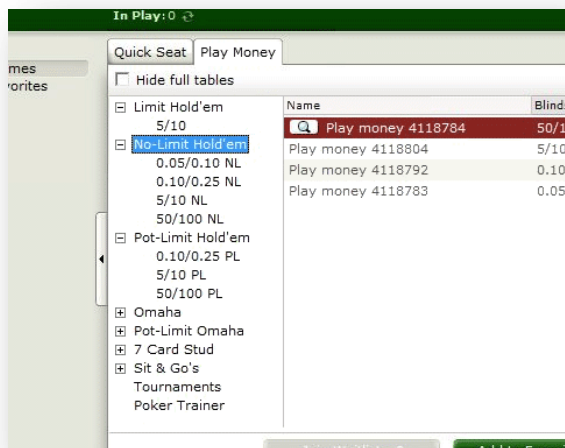 In Play: 0
Quick Seat Play Money
mes
orites
Hide full tables
Limit Hold'em
5/10
No-Limit Hold'em
0.05/0.10 NL
0.10/0.25 NL
5/10 NL
50/100 NL
Pot-Limit Hold'em
0.10/0.25 PL
5/10 PL
50/100 PL
Omaha
Pot-Limit Omaha
7 Card Stud
Sit & Go's
Tournaments
Poker Trainer
Name Blinds
Play money 4118784 50/1
Play money 4118804 5/10
Play money 4118792 0.10
Play money 4118783 0.05